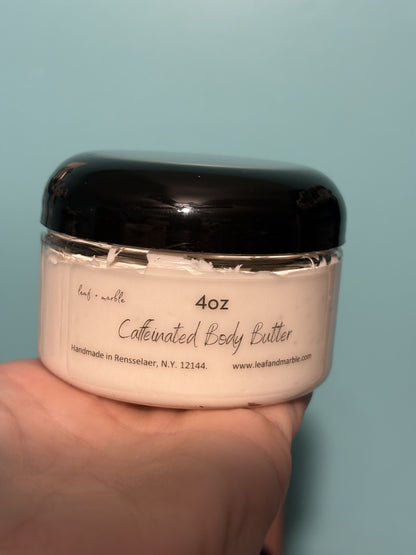 leaf + marble
4oz
Caffeinated Body Butter
Handmade in Rensselaer, N.Y. 12144. www.leafandmarble.com